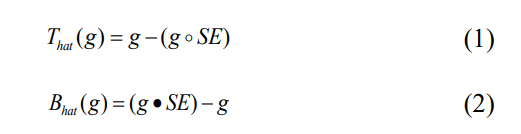 T_hat(g) = g − (g ∘ SE) (1)
B_hat(g) = (g • SE) − g (2)